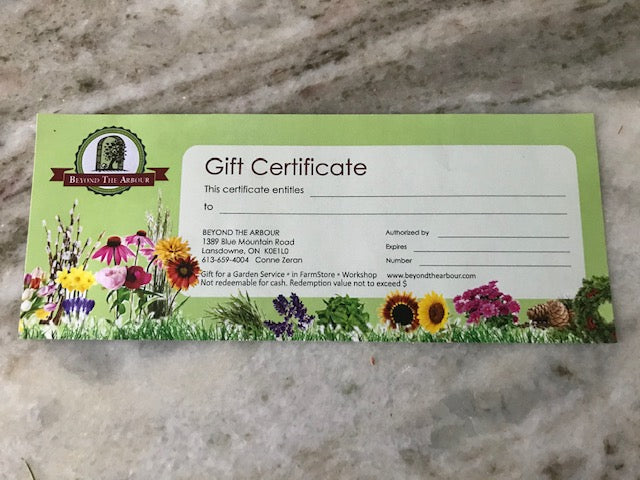 BEYOND THE ARBOUR
Gift Certificate
This certificate entities
to
BEYOND THE ARBOUR
1389 Blue Mountain Road
Lansdowne, ON K0E1L0
613-659-4004 Conne Zeran
Authorized by
Expires
Number
Gift for a Garden Service • in FarmStore • Workshop www.beyondthearbour.com
Not redeemable for cash. Redemption value not to exceed $